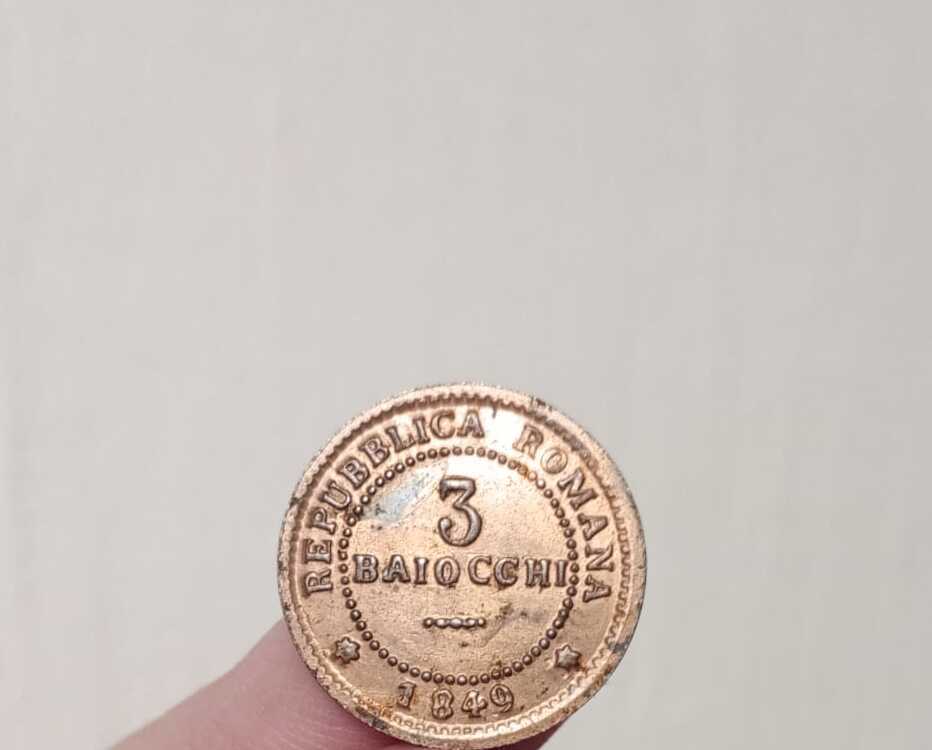 REPUBBLICA ROMANA
3
BAIOCCHI
1849